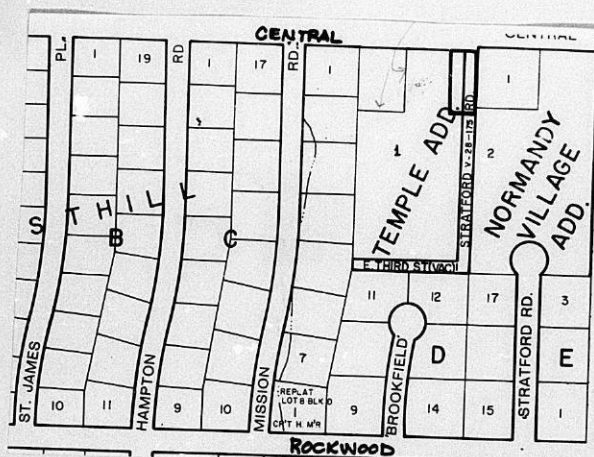 CENTRAL
CENTRAL
PL.
1
19
RD
1
17
RD.
1
1
1
2
TEMPLE ADD.
STRATFORD V-28-175 RD.
NORMANDY
VILLAGE
ADD.
S T HILL
B
C
E. THIRD ST (VAC)
11
12
17
3
D
E
7
ST. JAMES
HAMPTON
MISSION
BROOKFIELD
STRATFORD RD.
REPLAT
LOT 8 BLK D
1
CR'T H. M'R
10
11
9
10
9
14
15
1
ROCKWOOD